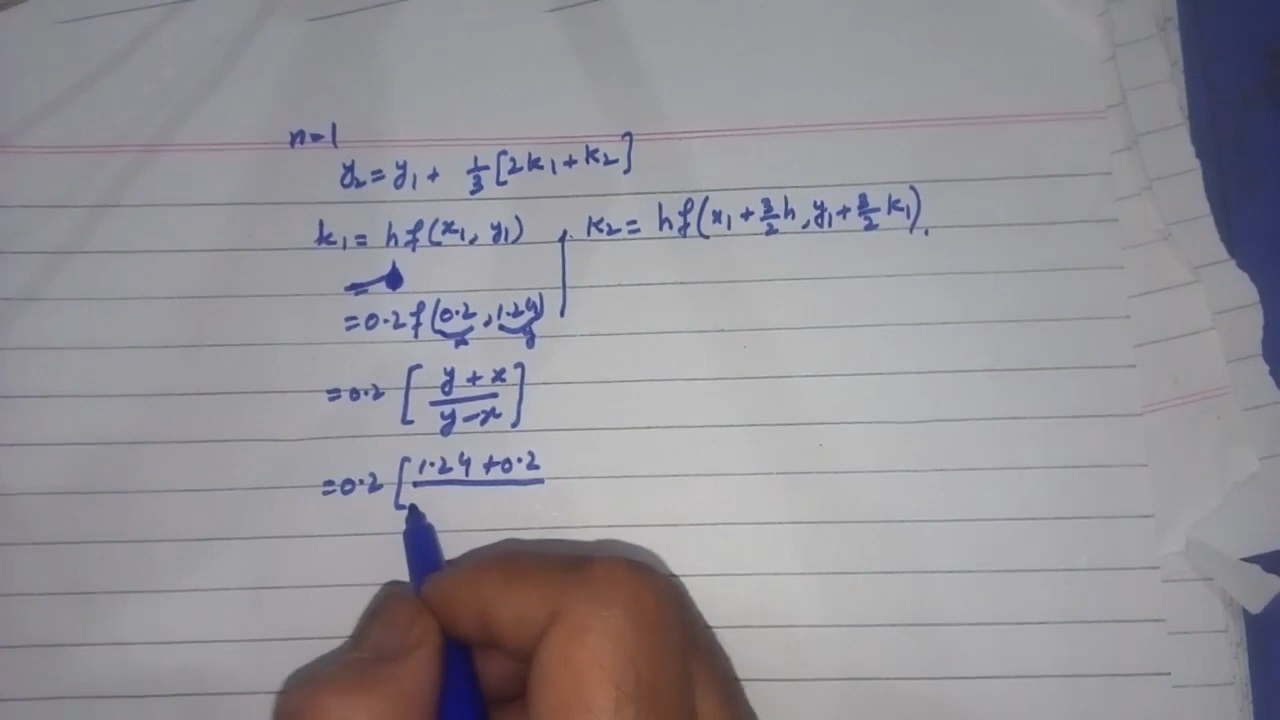 n=1
y₂ = y₁ + 1/3 [2k₁ + k₂]
k₁ = hf(x₁, y₁)
k₂ = hf(x₁ + 3/2 h, y₁ + 3/2 k₁).
=
= 0.2 f(0.2, 1.24)
x y
= 0.2 [ y + x / y - x ]
= 0.2 [ 1.24 + 0.2